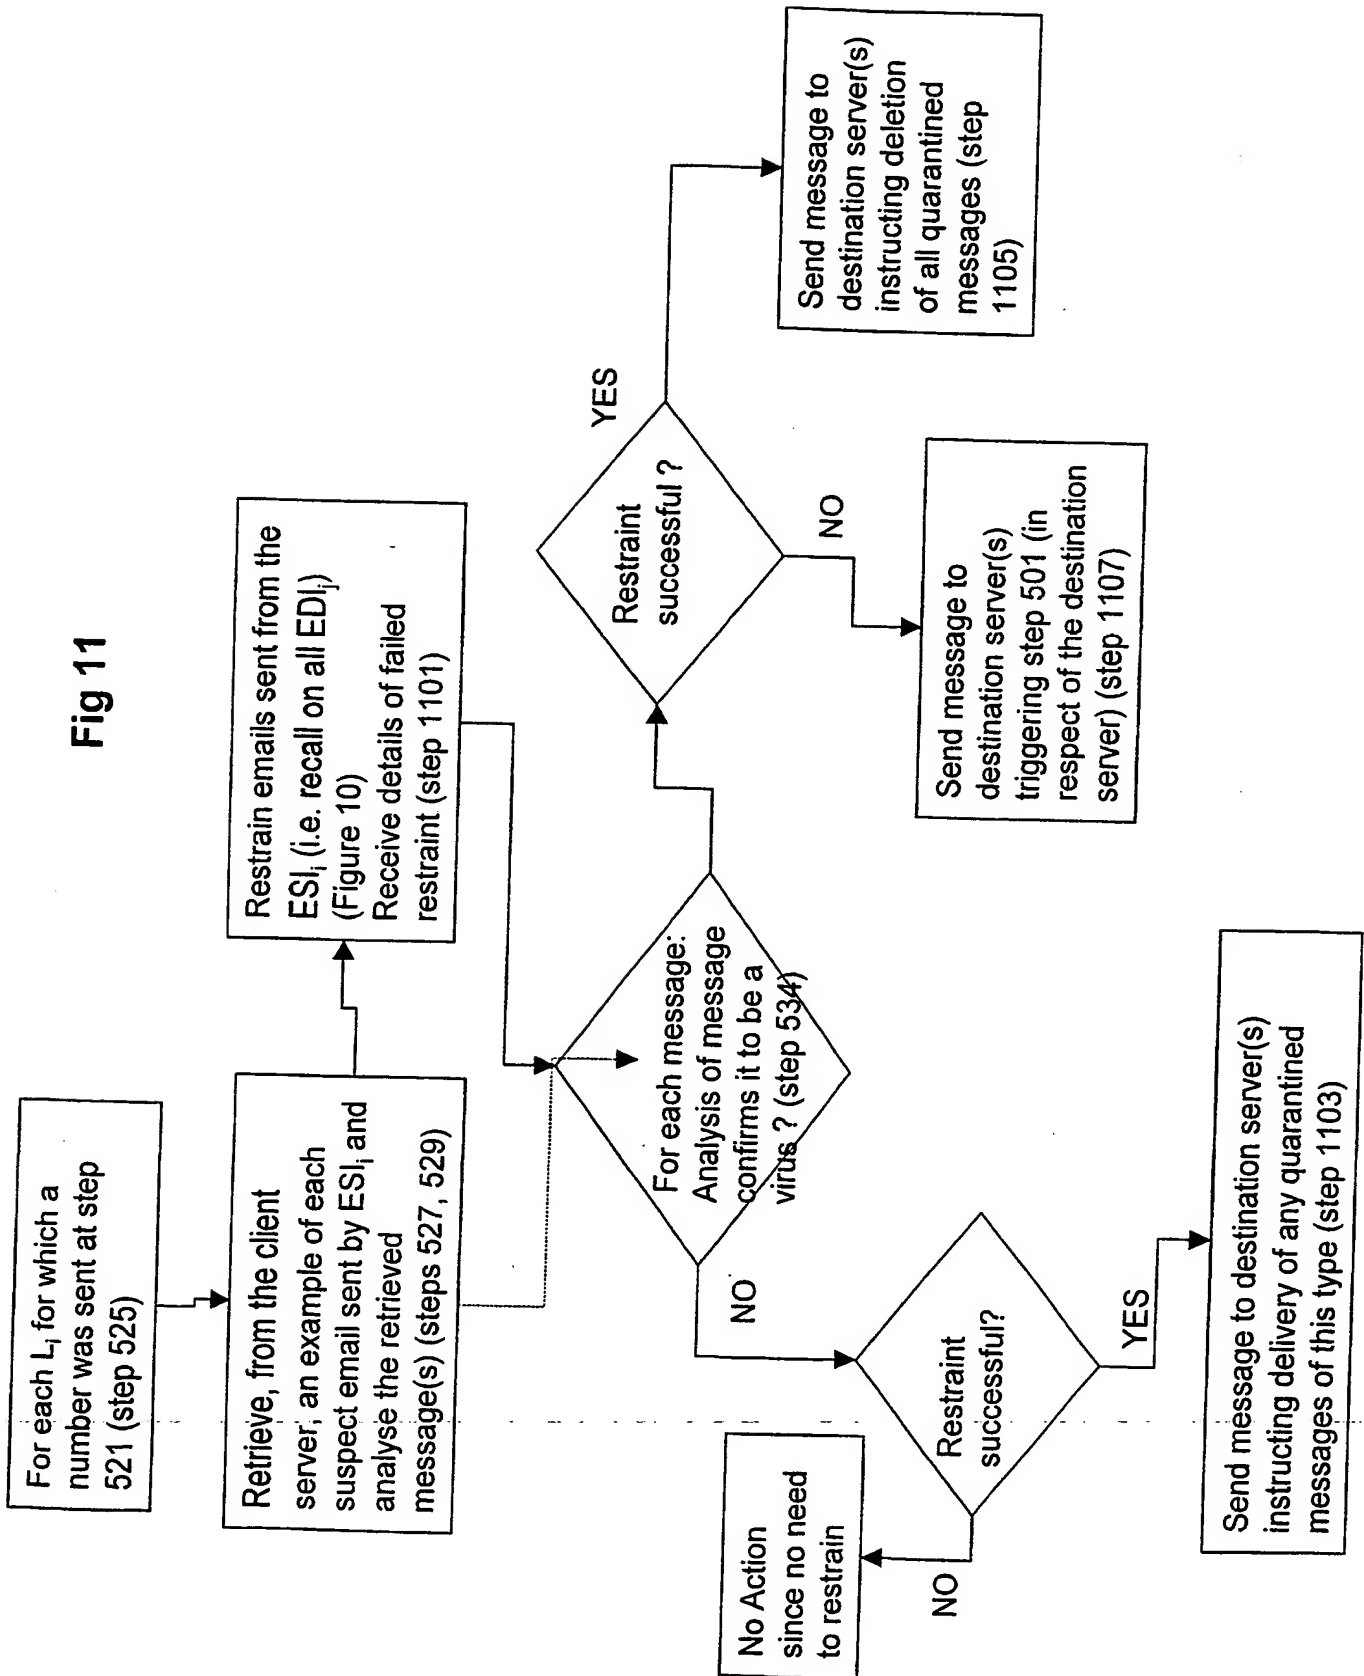 Fig 11
For each Li for which a
number was sent at step
521 (step 525)
Retrieve, from the client
server, an example of each
suspect email sent by ESIi and
analyse the retrieved
message(s) (steps 527, 529)
Restrain emails sent from the
ESIi (i.e. recall on all EDIj)
(Figure 10)
Receive details of failed
restraint (step 1101)
For each message:
Analysis of message
confirms it to be a
virus ? (step 534)
NO
Restraint
successful ?
YES
Send message to
destination server(s)
instructing deletion
of all quarantined
messages (step
1105)
NO
Send message to
destination server(s)
triggering step 501 (in
respect of the destination
server) (step 1107)
Restraint
successful?
NO
No Action
since no need
to restrain
YES
Send message to destination server(s)
instructing delivery of any quarantined
messages of this type (step 1103)